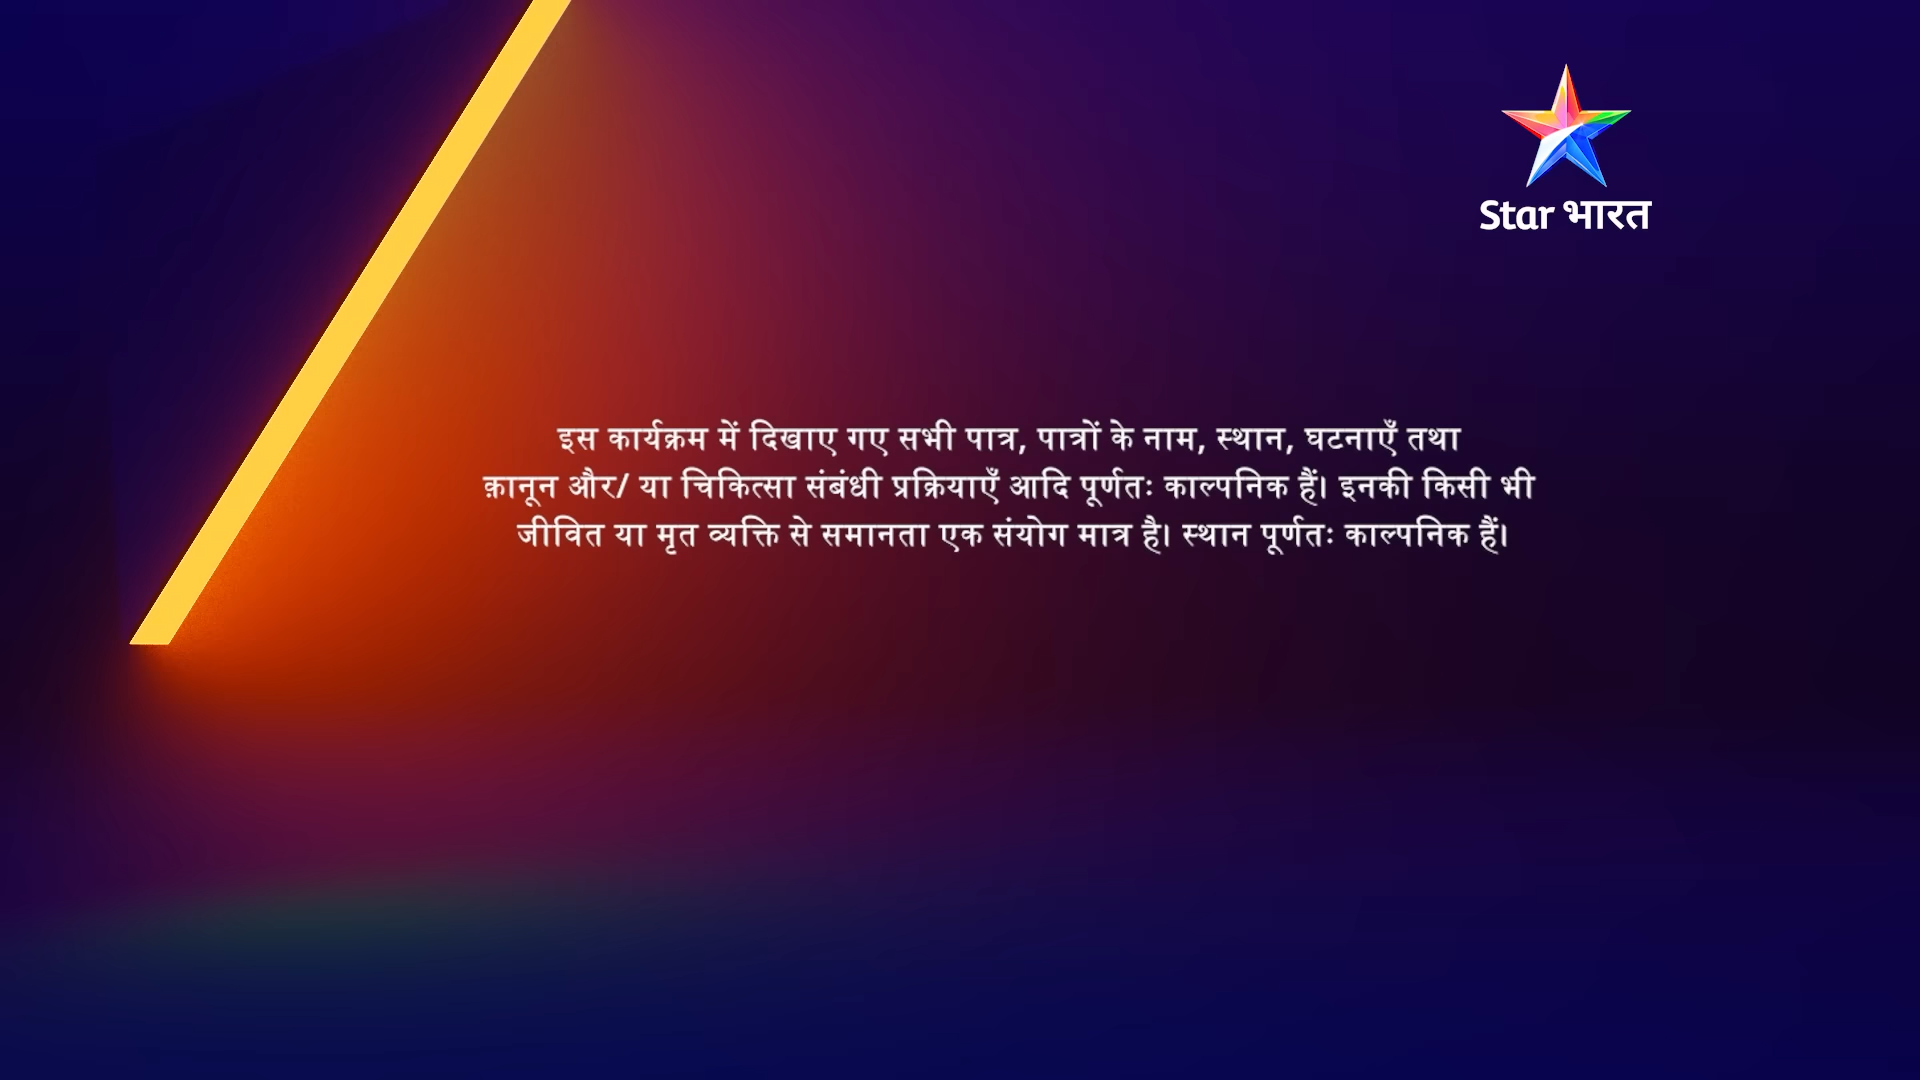 Star भारत
इस कार्यक्रम में दिखाए गए सभी पात्र, पात्रों के नाम, स्थान, घटनाएँ तथा
क़ानून और/ या चिकित्सा संबंधी प्रक्रियाएँ आदि पूर्णतः काल्पनिक हैं। इनकी किसी भी
जीवित या मृत व्यक्ति से समानता एक संयोग मात्र है। स्थान पूर्णतः काल्पनिक हैं।